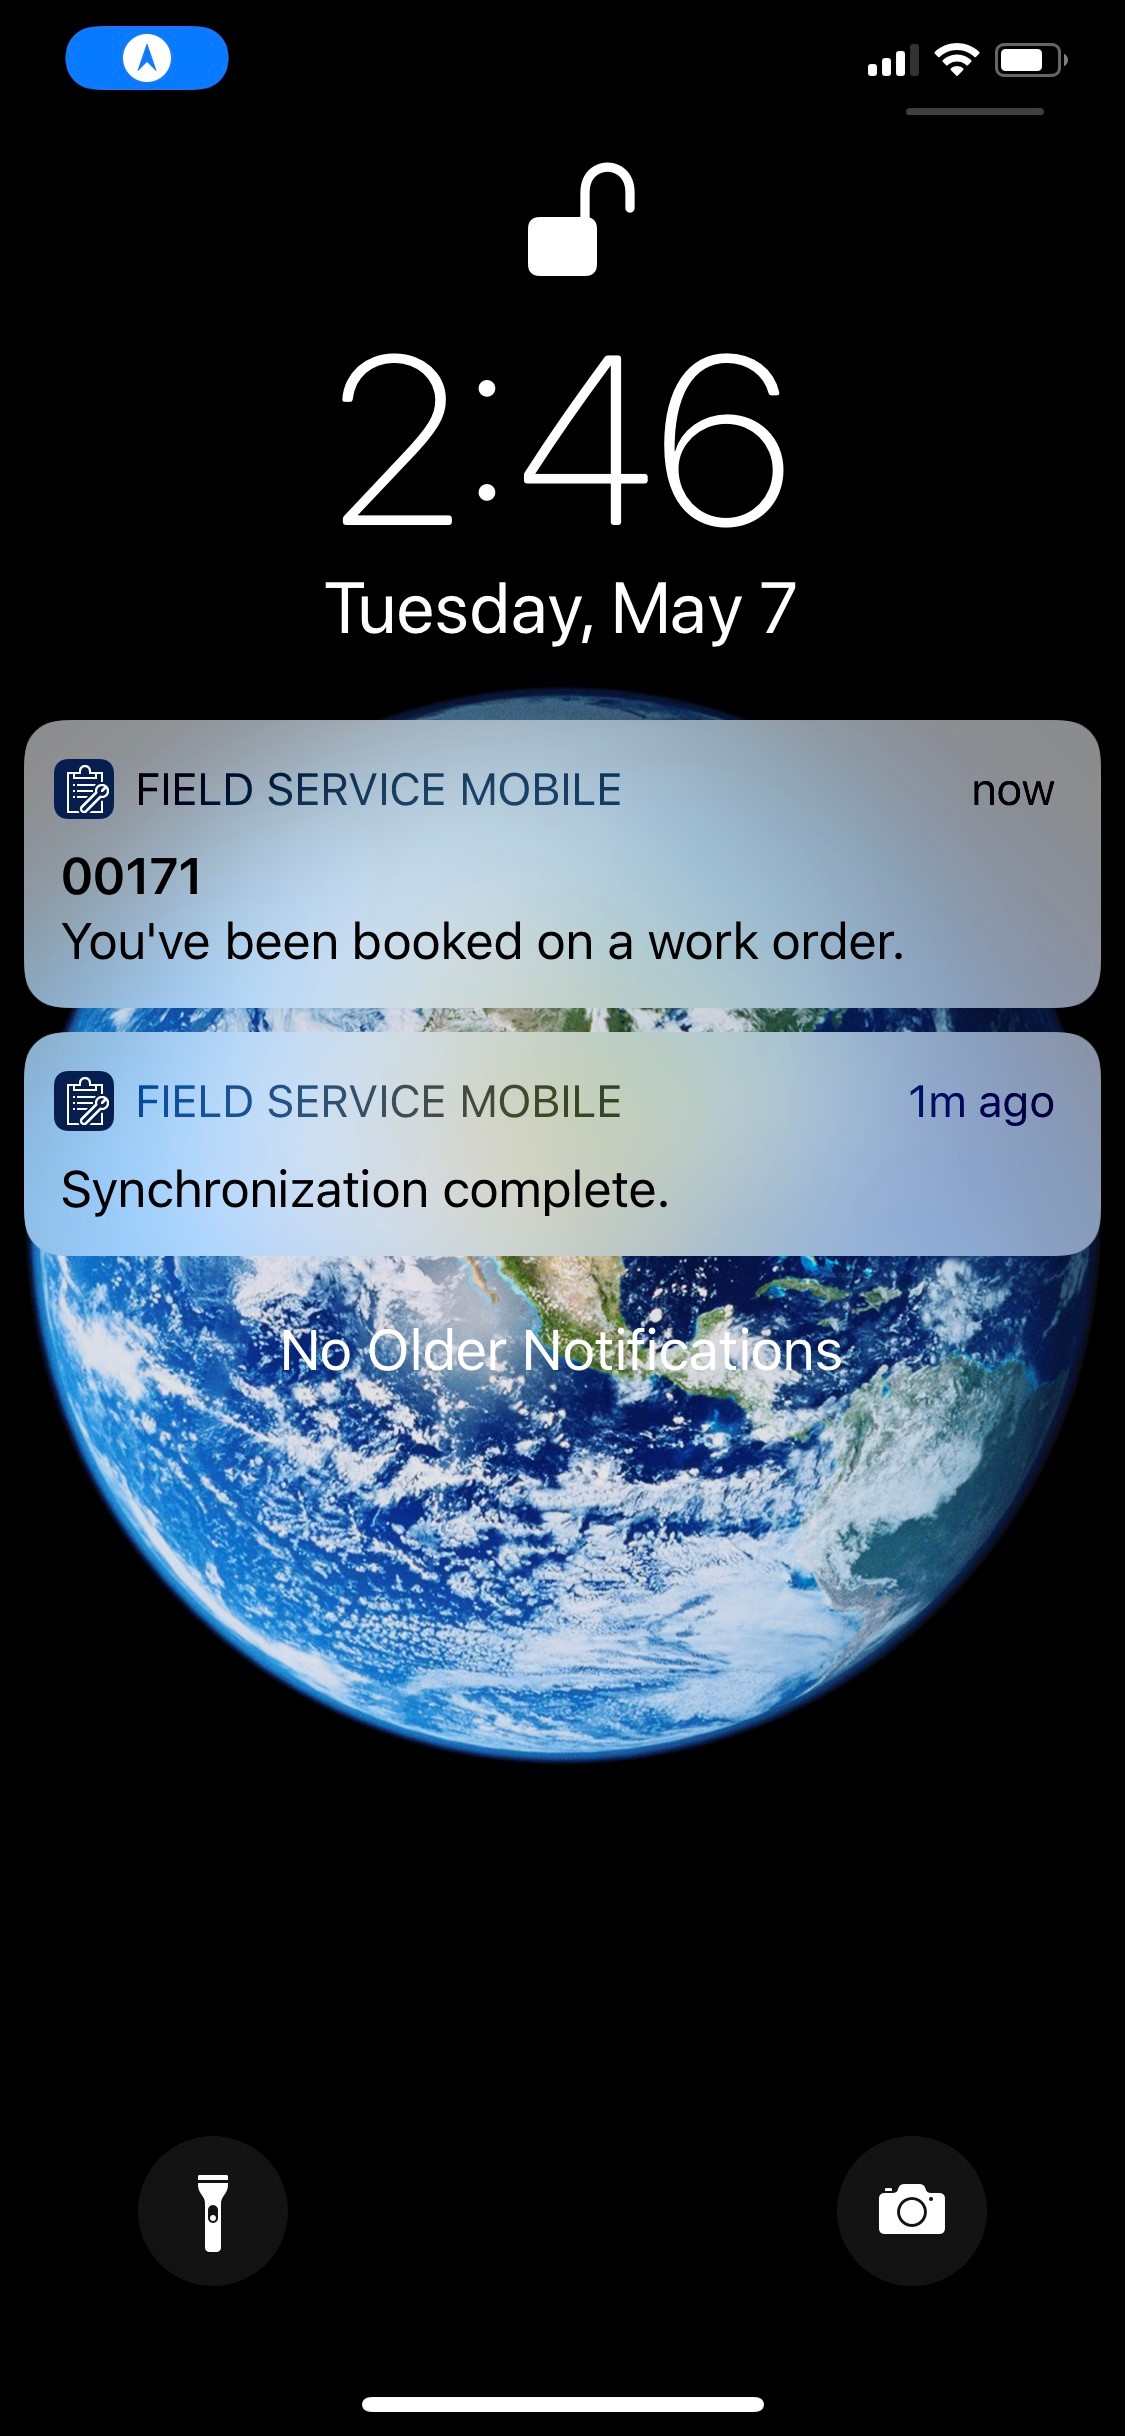 2:46
Tuesday, May 7
FIELD SERVICE MOBILE now
00171
You've been booked on a work order.
FIELD SERVICE MOBILE 1m ago
Synchronization complete.
No Older Notifications